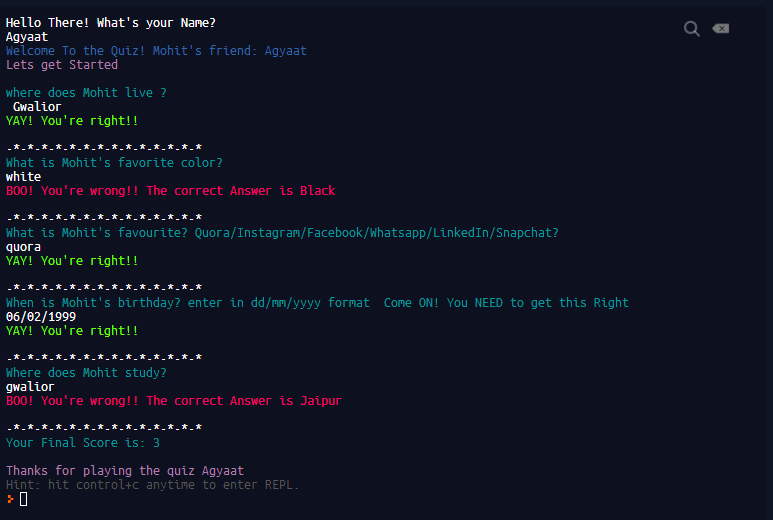 Hello There! What's your Name?
Agyaat
Welcome To the Quiz! Mohit's friend: Agyaat
Lets get Started
where does Mohit live ?
Gwalior
YAY! You're right!!
.*.*.*.*.*.*.*.*.*.*.*.*.*.*
What is Mohit's favorite color?
white
BOO! You're wrong!! The correct Answer is Black
.*.*.*.*.*.*.*.*.*.*.*.*.*.*
What is Mohit's favourite? Quora/Instagram/Facebook/Whatsapp/LinkedIn/Snapchat?
quora
YAY! You're right!!
.*.*.*.*.*.*.*.*.*.*.*.*.*.*
When is Mohit's birthday? enter in dd/mm/yyyy format  Come ON! You NEED to get this Right
06/02/1999
YAY! You're right!!
.*.*.*.*.*.*.*.*.*.*.*.*.*.*
Where does Mohit study?
gwalior
BOO! You're wrong!! The correct Answer is Jaipur
.*.*.*.*.*.*.*.*.*.*.*.*.*.*
Your Final Score is: 3
Thanks for playing the quiz Agyaat
Hint: hit control+c anytime to enter REPL.
>